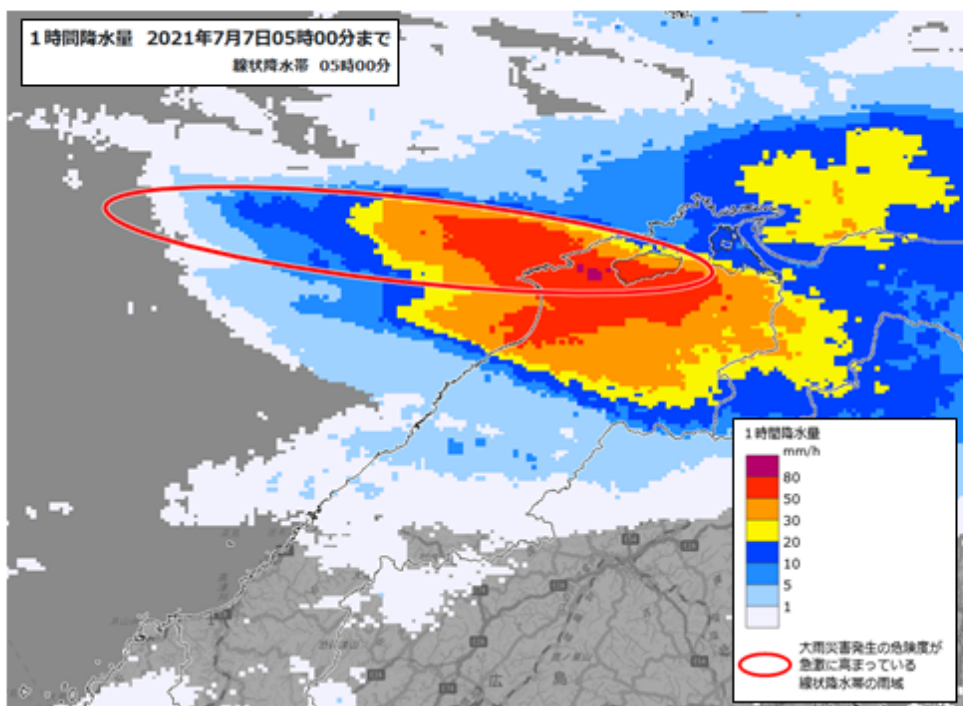 1時間降水量 2021年7月7日05時00分まで
線状降水帯 05時00分
1時間降水量
mm/h
80
50
30
20
10
5
1
大雨災害発生の危険度が
急激に高まっている
線状降水帯の雨域
広島